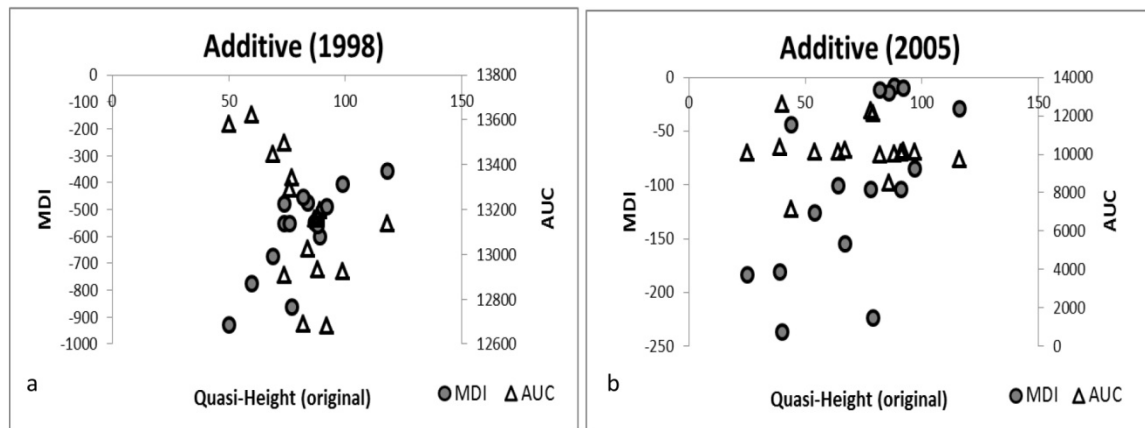 Additive (1998)
0
-100
-200
-300
-400
-500
-600
-700
-800
-900
-1000
MDI
0
50
100
150
13800
13600
13400
13200
13000
12800
12600
AUC
a
Quasi-Height (original)
MDI
AUC
Additive (2005)
0
-50
-100
-150
-200
-250
MDI
0
50
100
150
14000
12000
10000
8000
6000
4000
2000
0
AUC
b
Quasi-Height (original)
MDI
AUC